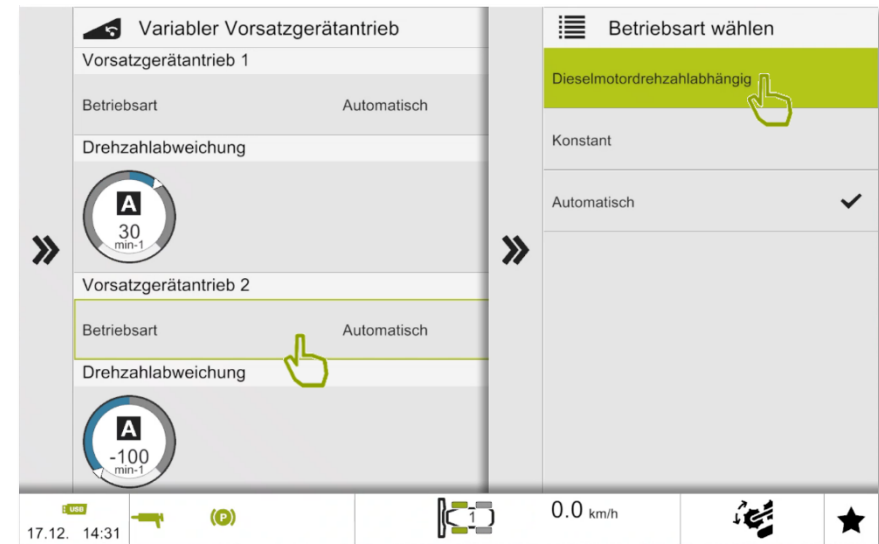 Variabler Vorsatzgerätantrieb
Vorsatzgerätantrieb 1
Betriebsart Automatisch
Drehzahlabweichung
A
30
min-1
Vorsatzgerätantrieb 2
Betriebsart Automatisch
Drehzahlabweichung
A
-100
min-1
Betriebsart wählen
Dieselmotordrehzahlabhängig
Konstant
Automatisch
USB
17.12. 14:31
(P)
1
0.0 km/h